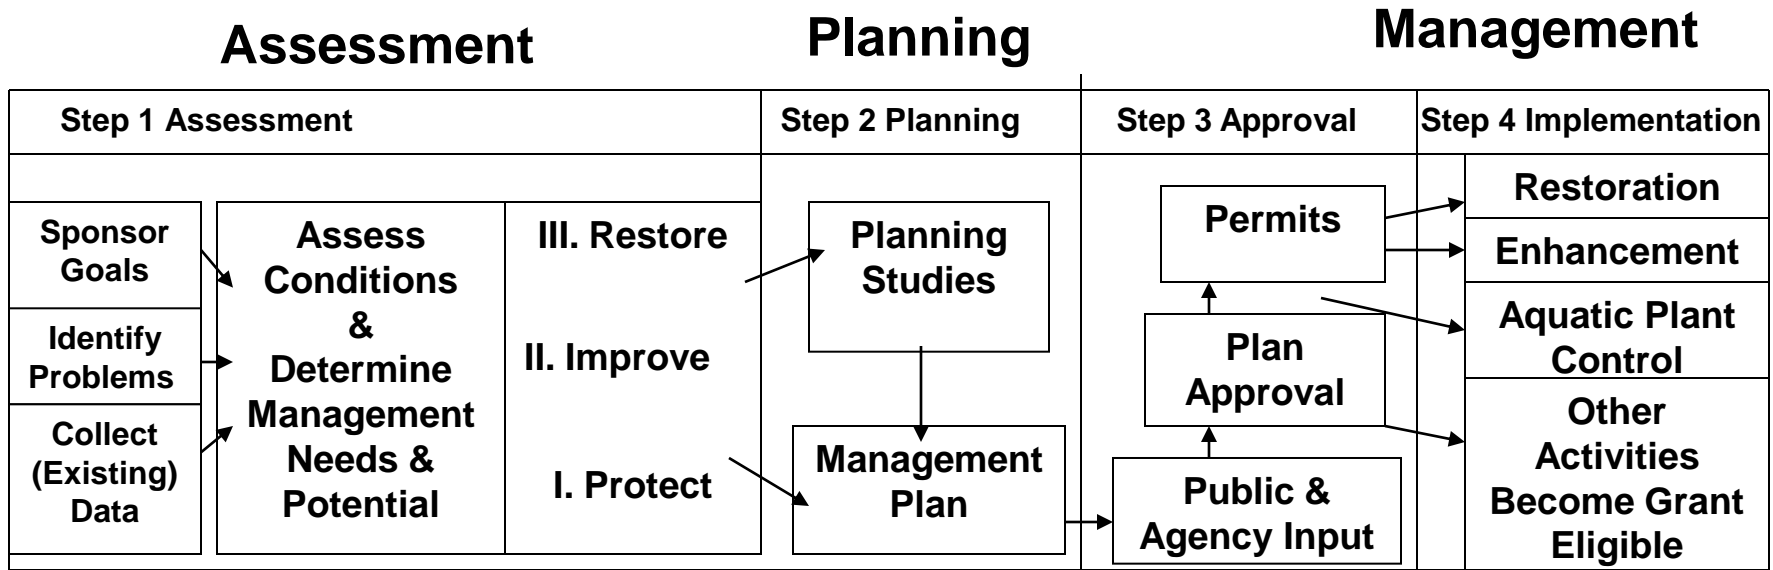 Assessment
Planning
Management
Step 1 Assessment
Step 2 Planning
Step 3 Approval
Step 4 Implementation
Sponsor
Goals
Identify
Problems
Collect
(Existing)
Data
Assess
Conditions
&
Determine
Management
Needs &
Potential
III. Restore
II. Improve
I. Protect
Planning
Studies
Management
Plan
Permits
Plan
Approval
Public &
Agency Input
Restoration
Enhancement
Aquatic Plant
Control
Other
Activities
Become Grant
Eligible